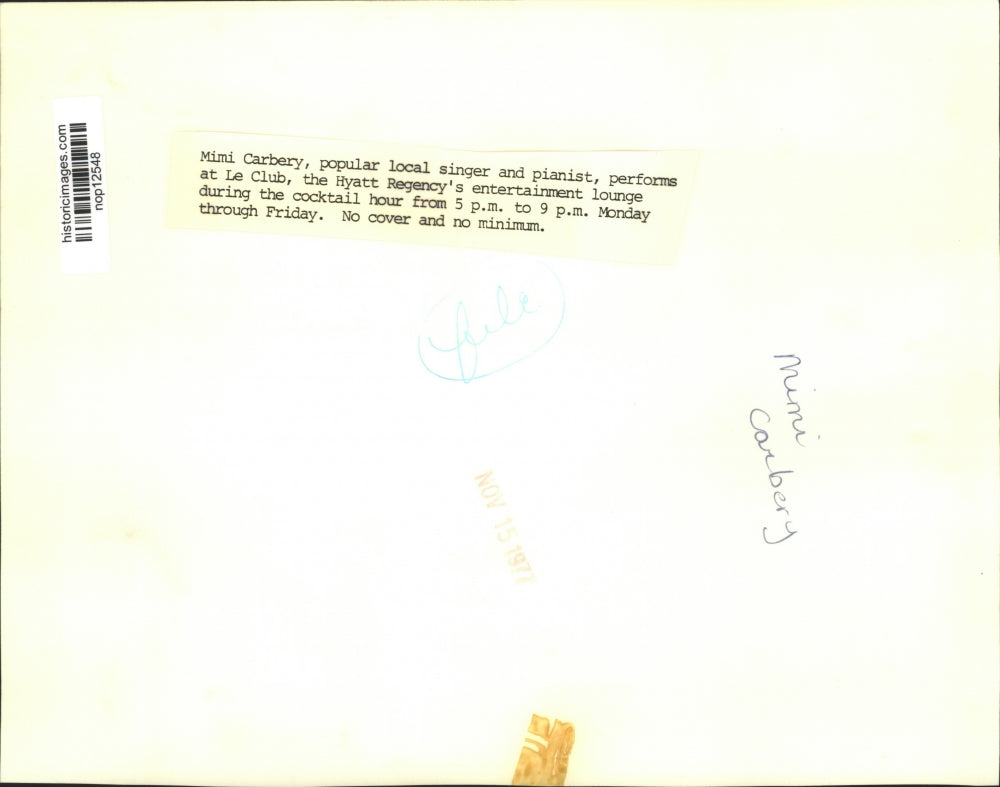 historicimages.com
nop12548
Mimi Carbery, popular local singer and pianist, performs
at Le Club, the Hyatt Regency's entertainment lounge
during the cocktail hour from 5 p.m. to 9 p.m. Monday
through Friday.  No cover and no minimum.
file
Mimi
Carbery
NOV 15 1977